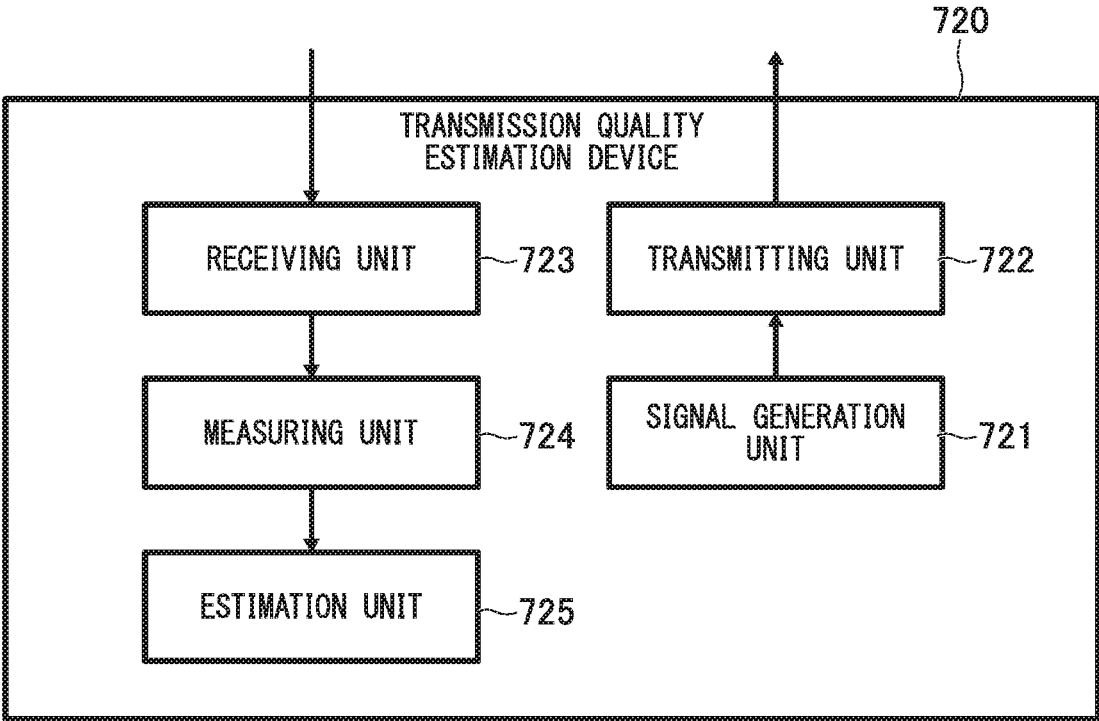 720
TRANSMISSION QUALITY
ESTIMATION DEVICE
RECEIVING UNIT
723
TRANSMITTING UNIT
722
MEASURING UNIT
724
SIGNAL GENERATION
UNIT
721
ESTIMATION UNIT
725